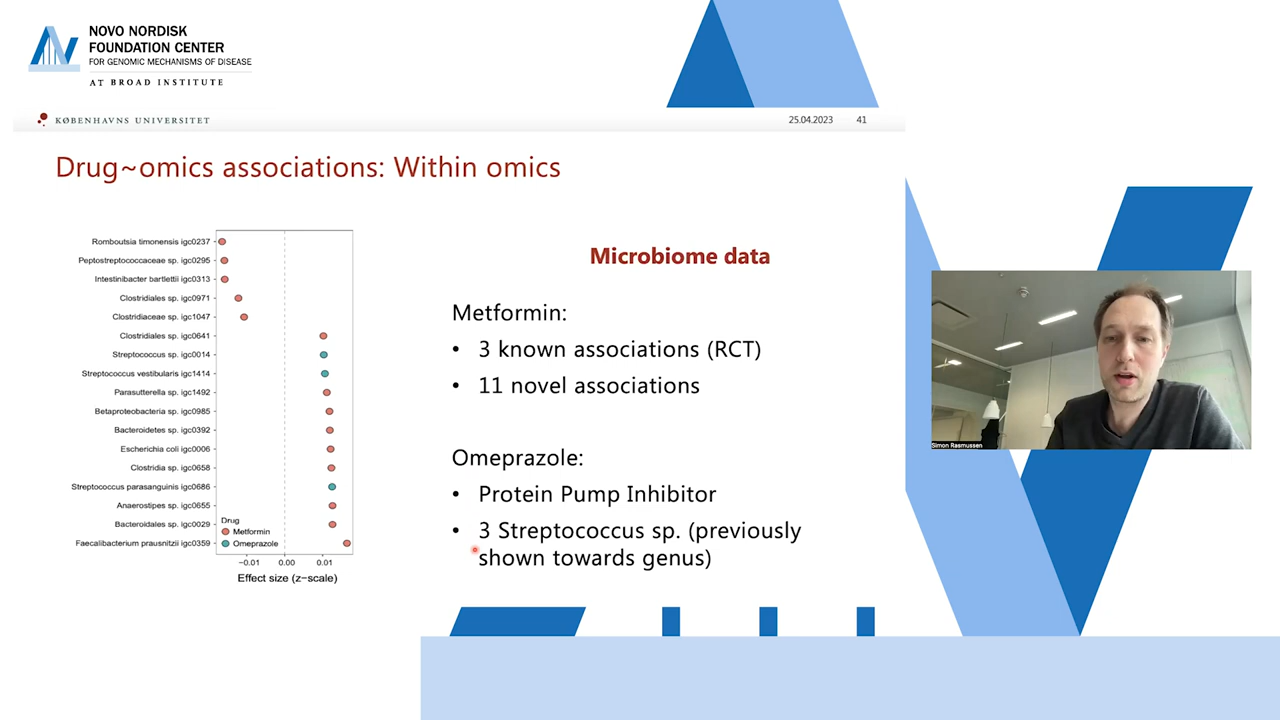 NOVO NORDISK
FOUNDATION CENTER
FOR GENOMIC MECHANISMS OF DISEASE
AT BROAD INSTITUTE
KØBENHAVNS UNIVERSITET
25.04.2023 41
Drug~omics associations: Within omics
Romboutsia timonensis igc0237
Peptostreptococcaceae sp. igc0295
Intestinibacter bartlettii igc0313
Clostridiales sp. igc0971
Clostridiaceae sp. igc1047
Clostridiales sp. igc0641
Streptococcus sp. igc0014
Streptococcus vestibularis igc1414
Parasutterella sp. igc1492
Betaproteobacteria sp. igc0985
Bacteroidetes sp. igc0392
Escherichia coli igc0006
Clostridia sp. igc0658
Streptococcus parasanguinis igc0686
Anaerostipes sp. igc0655
Bacteroidales sp. igc0029
Faecalibacterium prausnitzii igc0359
Drug
Metformin
Omeprazole
−0.01 0.00 0.01
Effect size (z-scale)
Microbiome data
Metformin:
• 3 known associations (RCT)
• 11 novel associations
Omeprazole:
• Protein Pump Inhibitor
• 3 Streptococcus sp. (previously
shown towards genus)
Simon Rasmussen